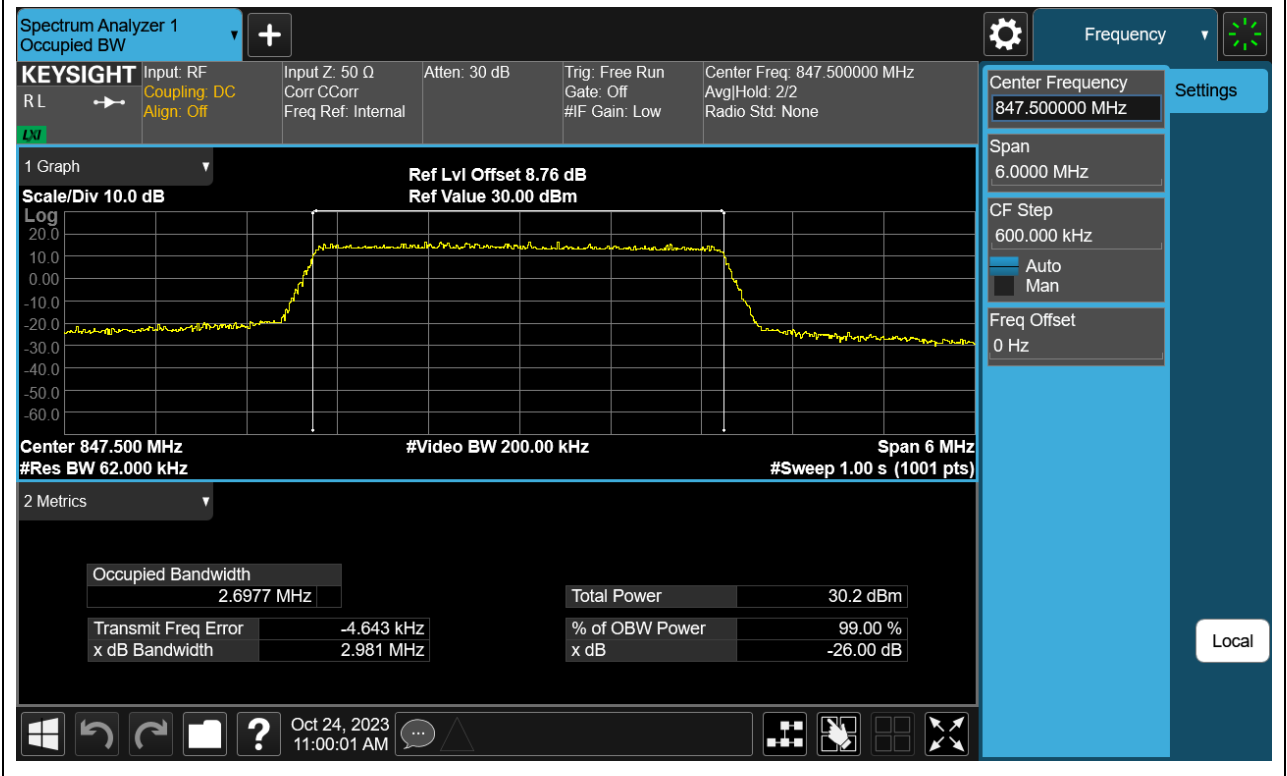 Spectrum Analyzer 1
Occupied BW
+
Frequency
KEYSIGHT
R L
LXI
Input: RF
Coupling: DC
Align: Off
Input Z: 50 Ω
Corr CCorr
Freq Ref: Internal
Atten: 30 dB
Trig: Free Run
Gate: Off
#IF Gain: Low
Center Freq: 847.500000 MHz
Avg|Hold: 2/2
Radio Std: None
Center Frequency
847.500000 MHz
Settings
Span
6.0000 MHz
CF Step
600.000 kHz
Auto
Man
Freq Offset
0 Hz
1 Graph
Ref Lvl Offset 8.76 dB
Scale/Div 10.0 dB
Ref Value 30.00 dBm
Log
20.0
10.0
0.00
-10.0
-20.0
-30.0
-40.0
-50.0
-60.0
Center 847.500 MHz
#Video BW 200.00 kHz
Span 6 MHz
#Res BW 62.000 kHz
#Sweep 1.00 s (1001 pts)
2 Metrics
Occupied Bandwidth
2.6977 MHz
Total Power 30.2 dBm
Transmit Freq Error -4.643 kHz
% of OBW Power 99.00 %
x dB Bandwidth 2.981 MHz
x dB -26.00 dB
Local
?
Oct 24, 2023
11:00:01 AM